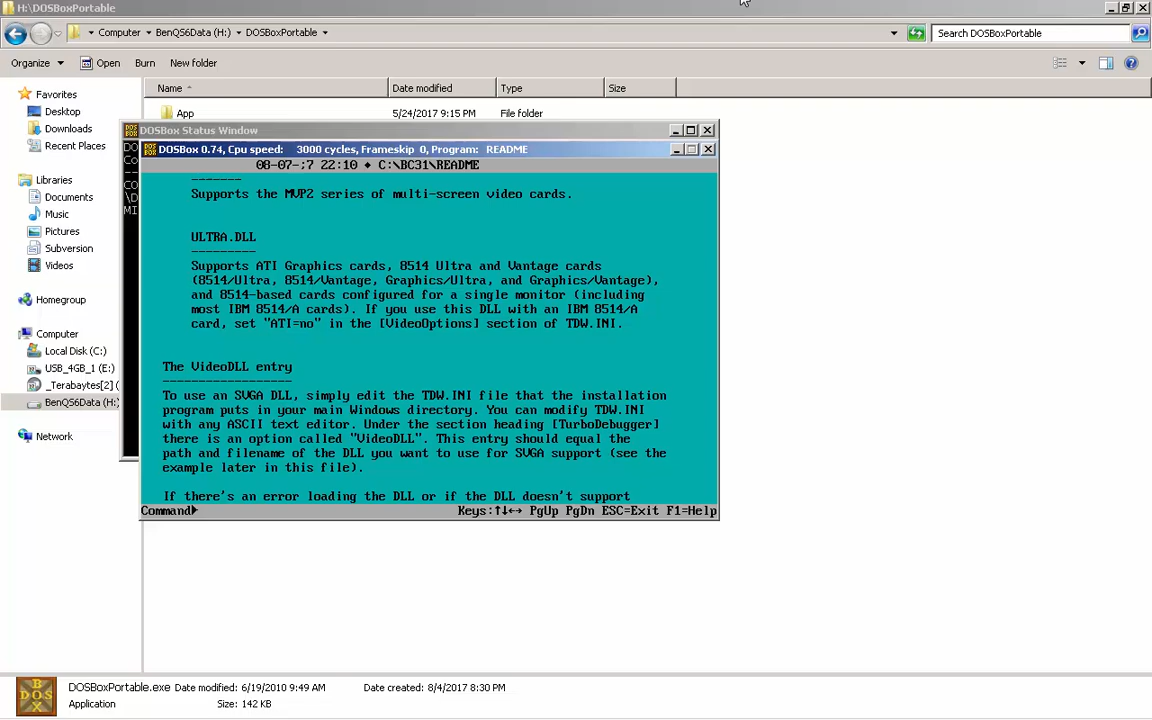 H:\DOSBoxPortable
Computer BenQS6Data (H:) DOSBoxPortable
Search DOSBoxPortable
Organize Open Burn New folder
Favorites
Desktop
Downloads
Recent Places
Libraries
Documents
Music
Pictures
Subversion
Videos
Homegroup
Computer
Local Disk (C:)
USB_4GB_1 (E:)
_Terabytes[2] (
BenQS6Data (H:)
Network
Name Date modified Type Size
App 5/24/2017 9:15 PM File folder
DOSBox Status Window
DO
Co
--
CO
\D
MI
DOSBox 0.74, Cpu speed: 3000 cycles, Frameskip 0, Program: README
08-07-;7 22:10 ♦ C:\BC31\README
-------
Supports the MVP2 series of multi-screen video cards.
ULTRA.DLL
---------
Supports ATI Graphics cards, 8514 Ultra and Vantage cards
(8514/Ultra, 8514/Vantage, Graphics/Ultra, and Graphics/Vantage),
and 8514-based cards configured for a single monitor (including
most IBM 8514/A cards). If you use this DLL with an IBM 8514/A
card, set "ATI=no" in the [VideoOptions] section of TDW.INI.
The VideoDLL entry
------------------
To use an SVGA DLL, simply edit the TDW.INI file that the installation
program puts in your main Windows directory. You can modify TDW.INI
with any ASCII text editor. Under the section heading [TurboDebugger]
there is an option called "VideoDLL". This entry should equal the
path and filename of the DLL you want to use for SVGA support (see the
example later in this file).
If there's an error loading the DLL or if the DLL doesn't support
Command► Keys:↑↓↔ PgUp PgDn ESC=Exit F1=Help
DOSBoxPortable.exe Date modified: 6/19/2010 9:49 AM Date created: 8/4/2017 8:30 PM
Application Size: 142 KB
DOS
BOX